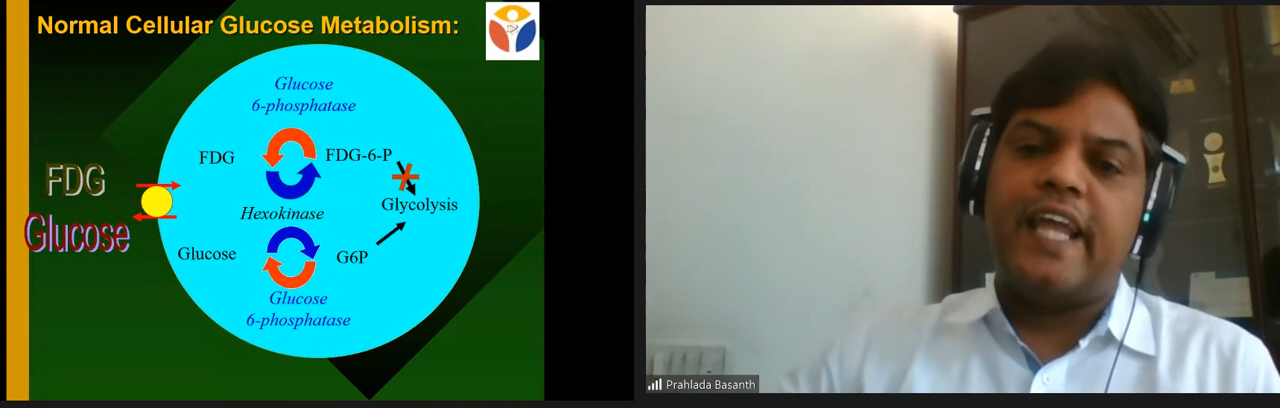 Normal Cellular Glucose Metabolism:
Glucose
6-phosphatase
FDG
FDG-6-P
FDG
Glycolysis
Hexokinase
Glucose
Glucose
G6P
Glucose
6-phosphatase
Prahlada Basanth